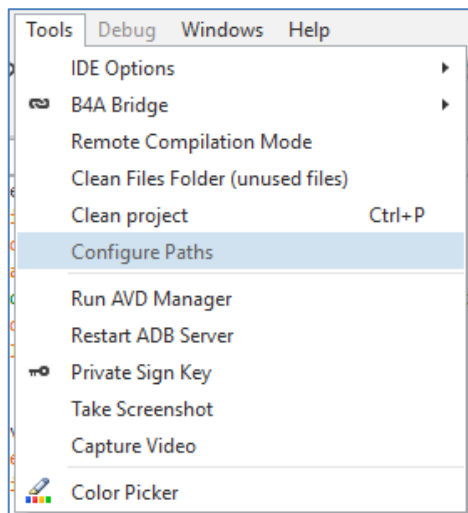 Tools Debug Windows Help
IDE Options
B4A Bridge
Remote Compilation Mode
Clean Files Folder (unused files)
Clean project Ctrl+P
Configure Paths
Run AVD Manager
Restart ADB Server
Private Sign Key
Take Screenshot
Capture Video
Color Picker